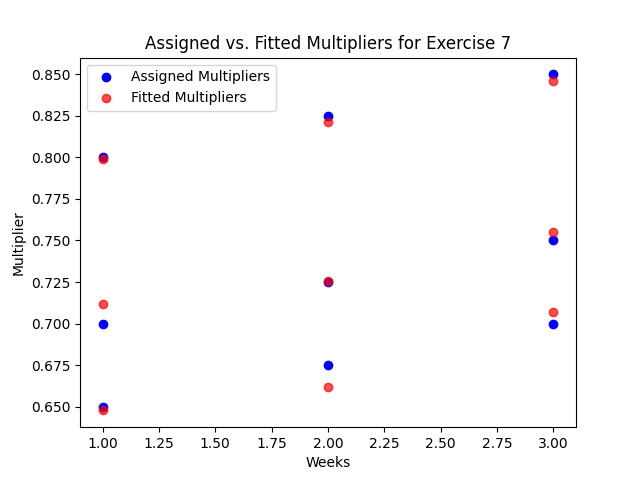 Assigned vs. Fitted Multipliers for Exercise 7
Assigned Multipliers
Fitted Multipliers
0.850
0.825
0.800
0.775
0.750
0.725
0.700
0.675
0.650
Multiplier
1.00 1.25 1.50 1.75 2.00 2.25 2.50 2.75 3.00
Weeks